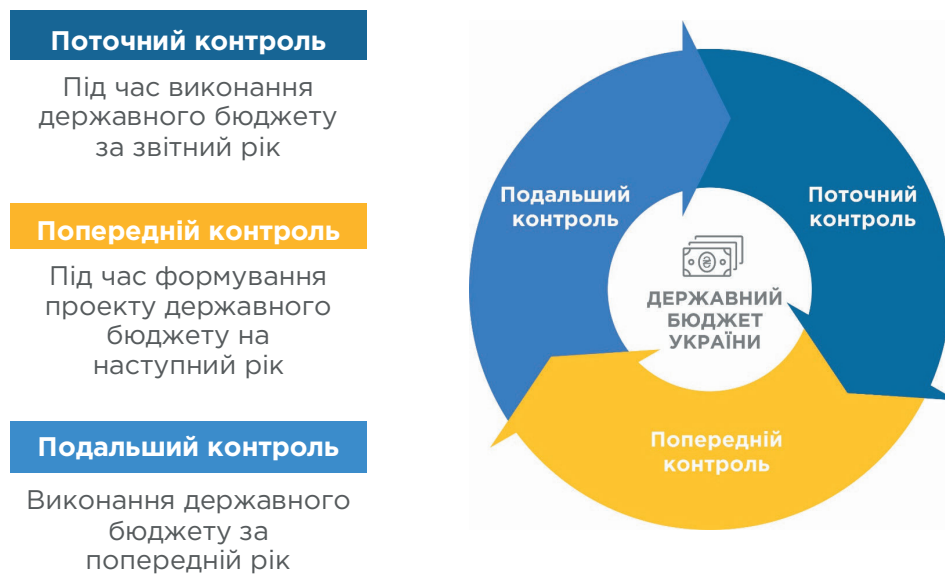 Поточний контроль
Під час виконання
державного бюджету
за звітний рік
Попередній контроль
Під час формування
проекту державного
бюджету на
наступний рік
Подальший контроль
Виконання державного
бюджету за
попередній рік
Подальший
контроль
Поточний
контроль
ДЕРЖАВНИЙ
БЮДЖЕТ
УКРАЇНИ
Попередній
контроль